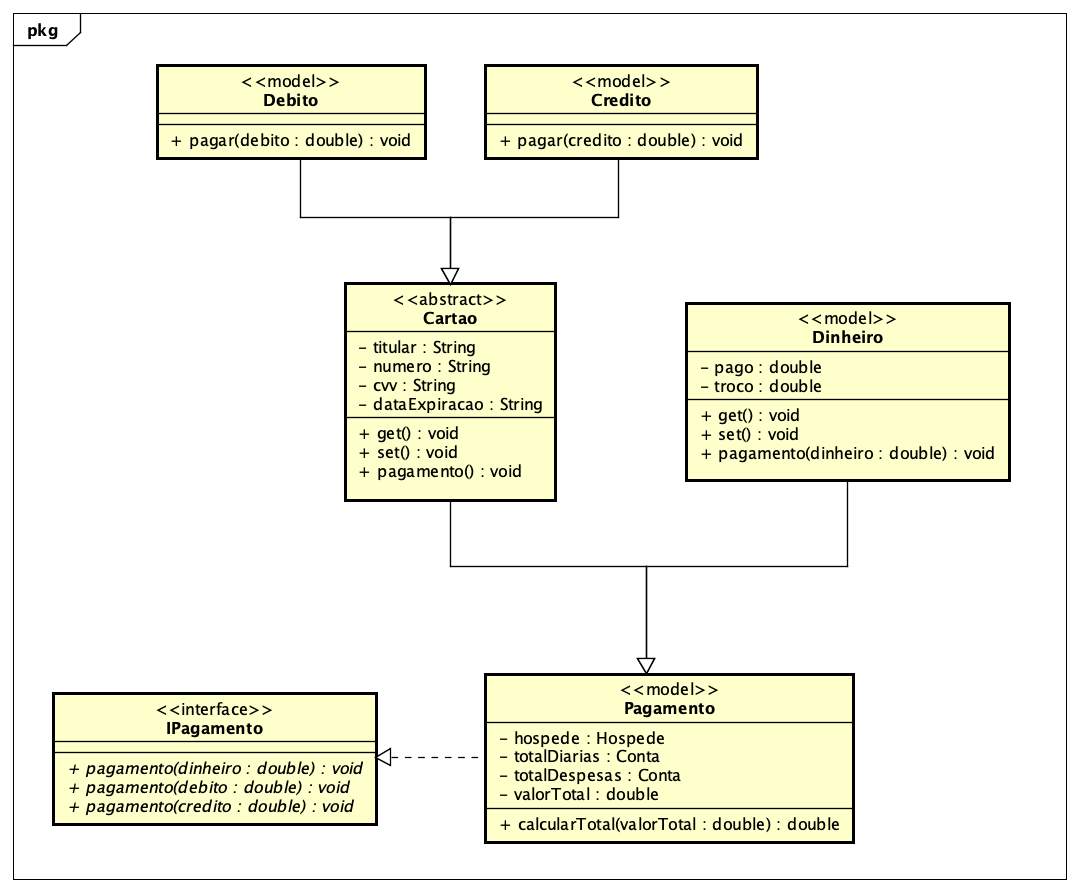 pkg
<<model>>
Debito
+ pagar(debito : double) : void
<<model>>
Credito
+ pagar(credito : double) : void
<<abstract>>
Cartao
- titular : String
- numero : String
- cvv : String
- dataExpiracao : String
+ get() : void
+ set() : void
+ pagamento() : void
<<model>>
Dinheiro
- pago : double
- troco : double
+ get() : void
+ set() : void
+ pagamento(dinheiro : double) : void
<<interface>>
IPagamento
+ pagamento(dinheiro : double) : void
+ pagamento(debito : double) : void
+ pagamento(credito : double) : void
<<model>>
Pagamento
- hospede : Hospede
- totalDiarias : Conta
- totalDespesas : Conta
- valorTotal : double
+ calcularTotal(valorTotal : double) : double